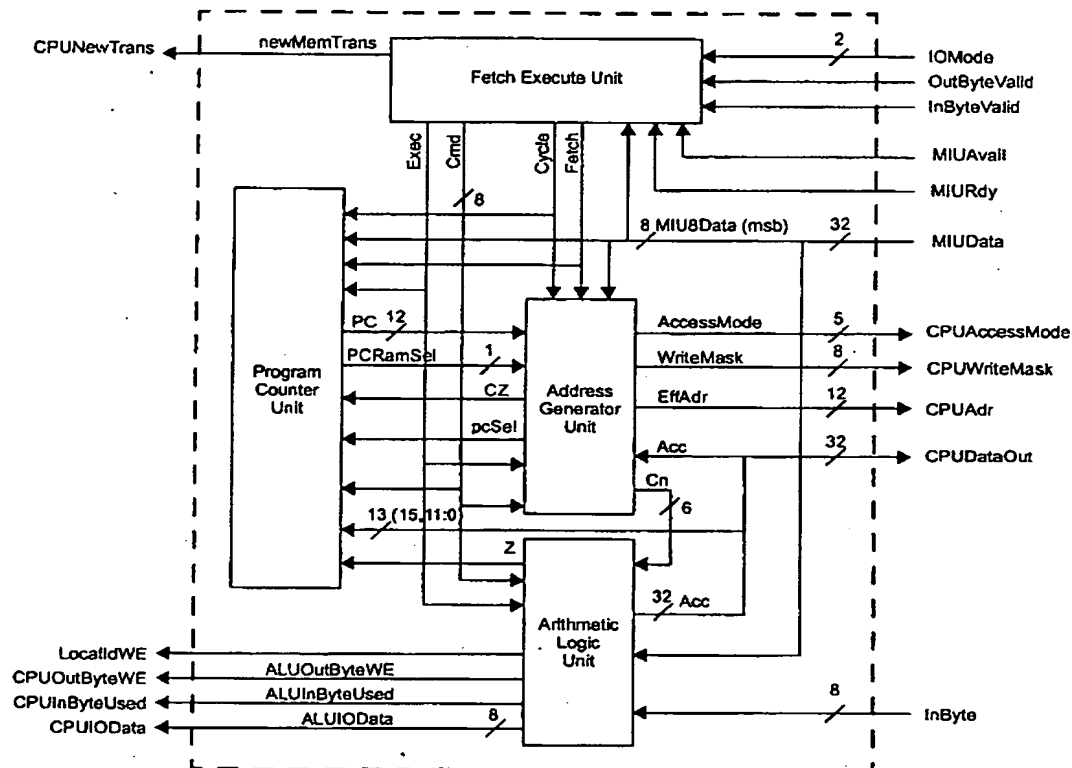 CPUNewTrans
newMemTrans
Fetch Execute Unit
2
IOMode
OutByteValid
InByteValid
MIUAvail
MIURdy
Exec
Cmd
Cycle
Fetch
8
8 MIU8Data (msb)
32
MIUData
PC 12
PCRamSel 1
CZ
pcSel
Program
Counter
Unit
Address
Generator
Unit
AccessMode
5
CPUAccessMode
WriteMask
8
CPUWriteMask
EffAdr
12
CPUAdr
Acc
32
CPUDataOut
Cn
6
13 (15, 11:0)
Z
32 Acc
Arithmetic
Logic
Unit
LocalIdWE
CPUOutByteWE
ALUOutByteWE
CPUInByteUsed
ALUInByteUsed
CPUIOData
ALUIOData
8
8
InByte